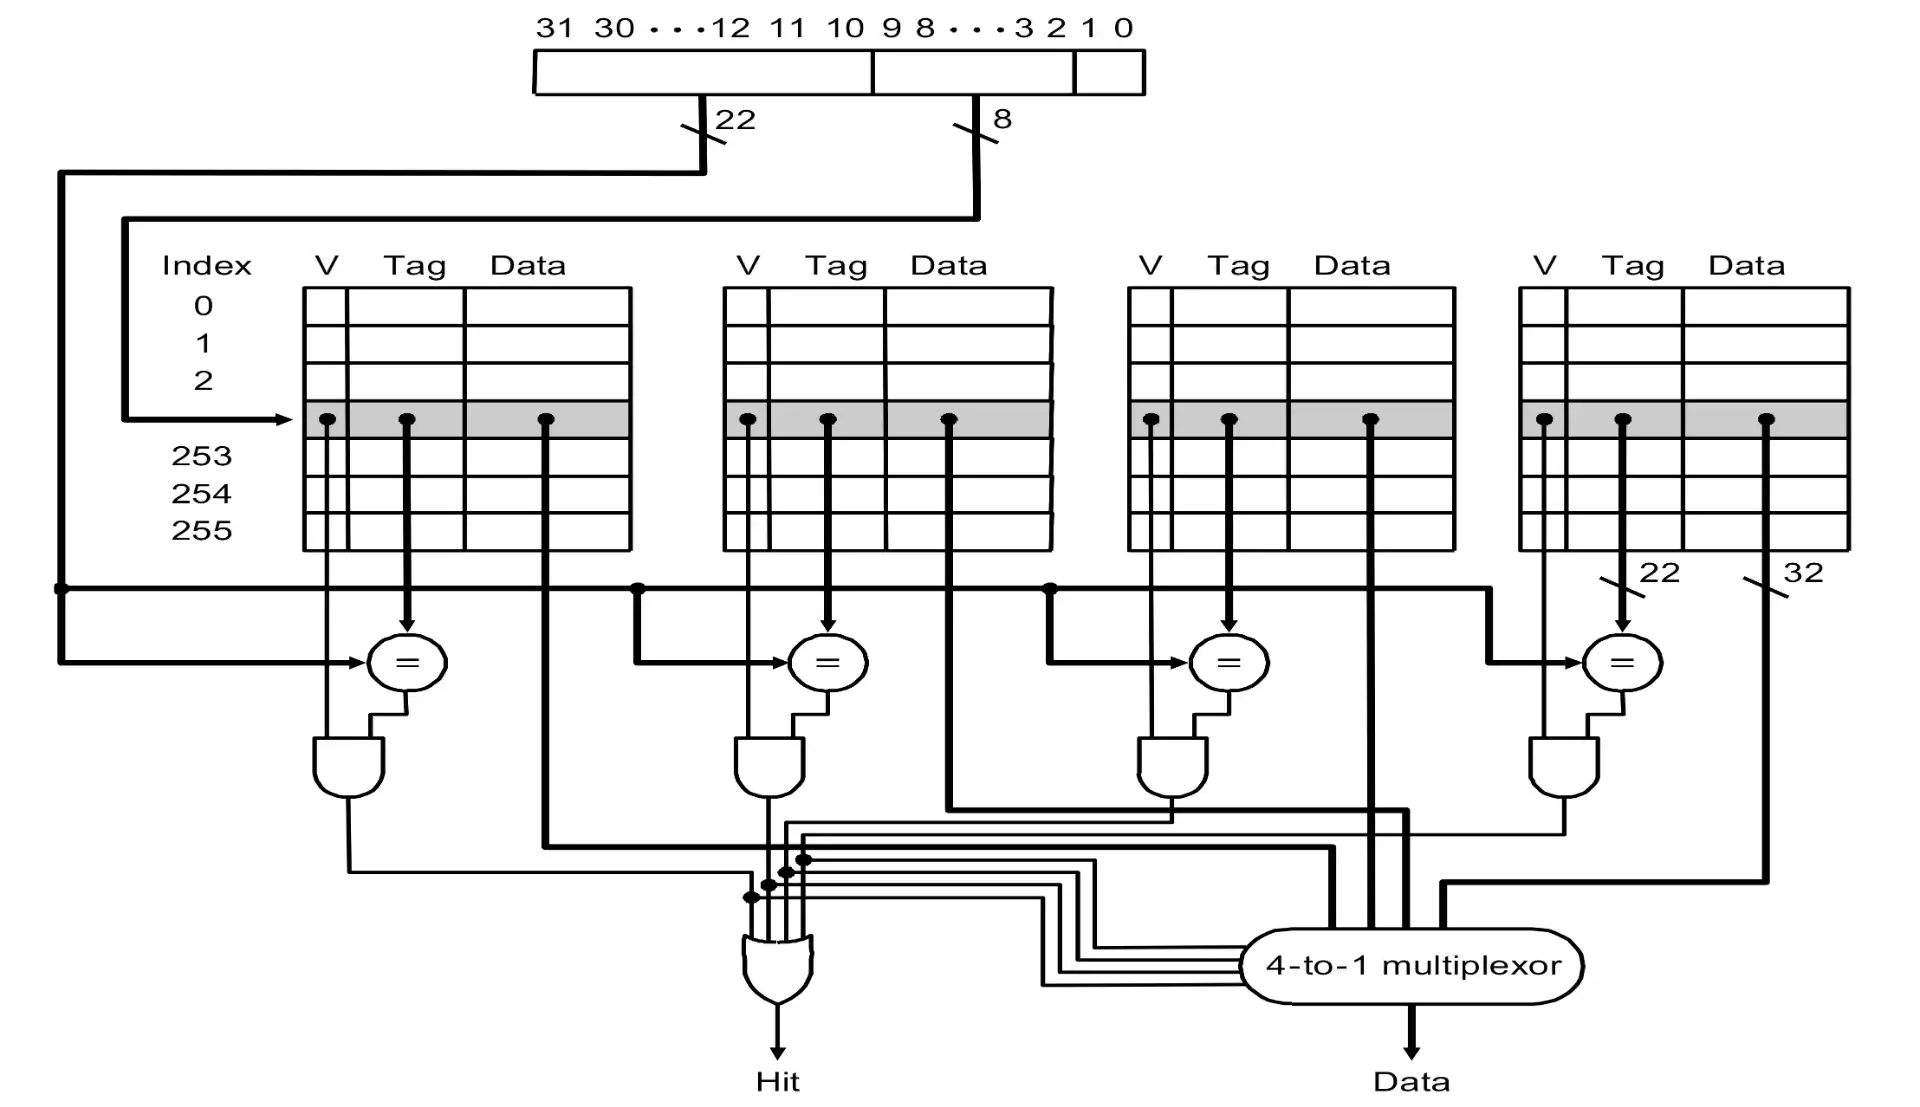 31 30 ···12 11 10 9 8 ···3 2 1 0
22
8
Index V Tag Data V Tag Data V Tag Data V Tag Data
0
1
2
253
254
255
22
32
= = = =
4-to-1 multiplexor
Hit
Data